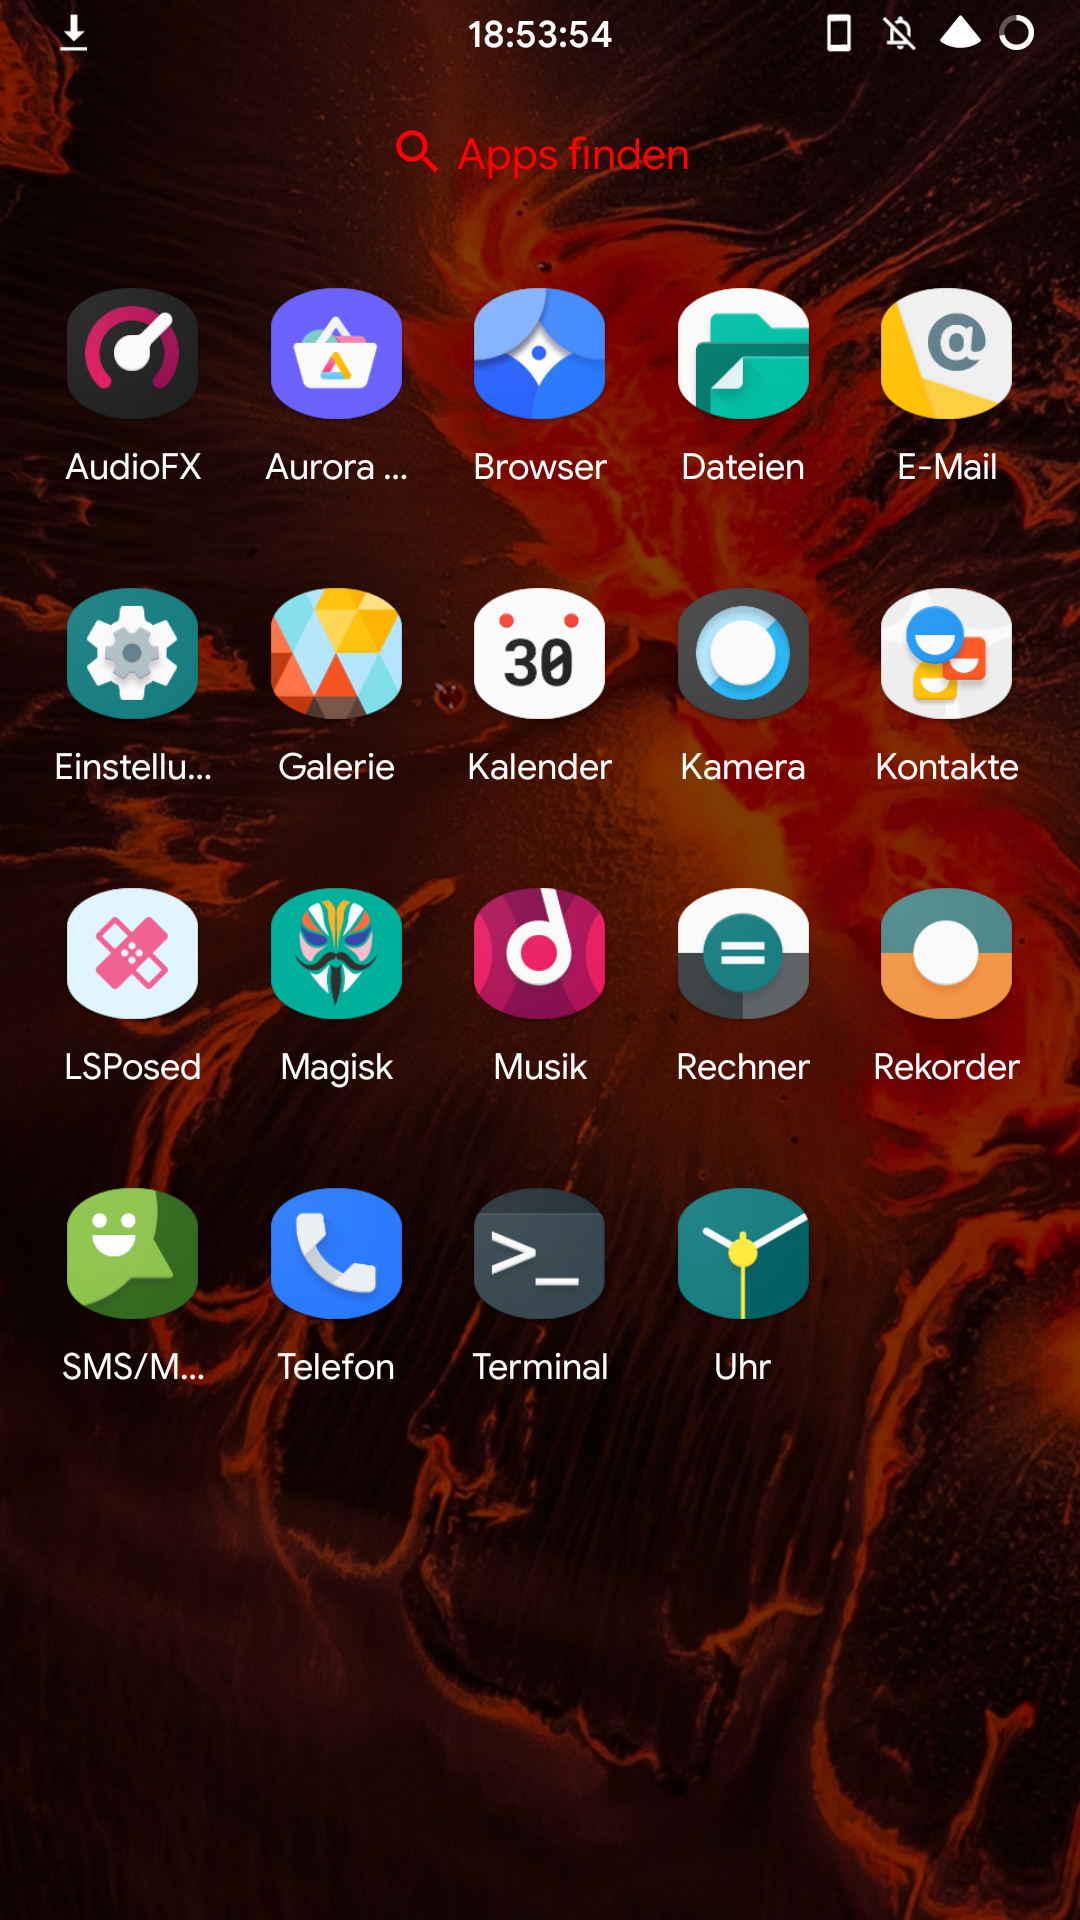 18:53:54
Apps finden
AudioFX
Aurora ...
Browser
Dateien
@
E-Mail
Einstellu...
Galerie
30
Kalender
Kamera
Kontakte
LSPosed
Magisk
Musik
=
Rechner
Rekorder
SMS/M...
Telefon
>_
Terminal
Uhr